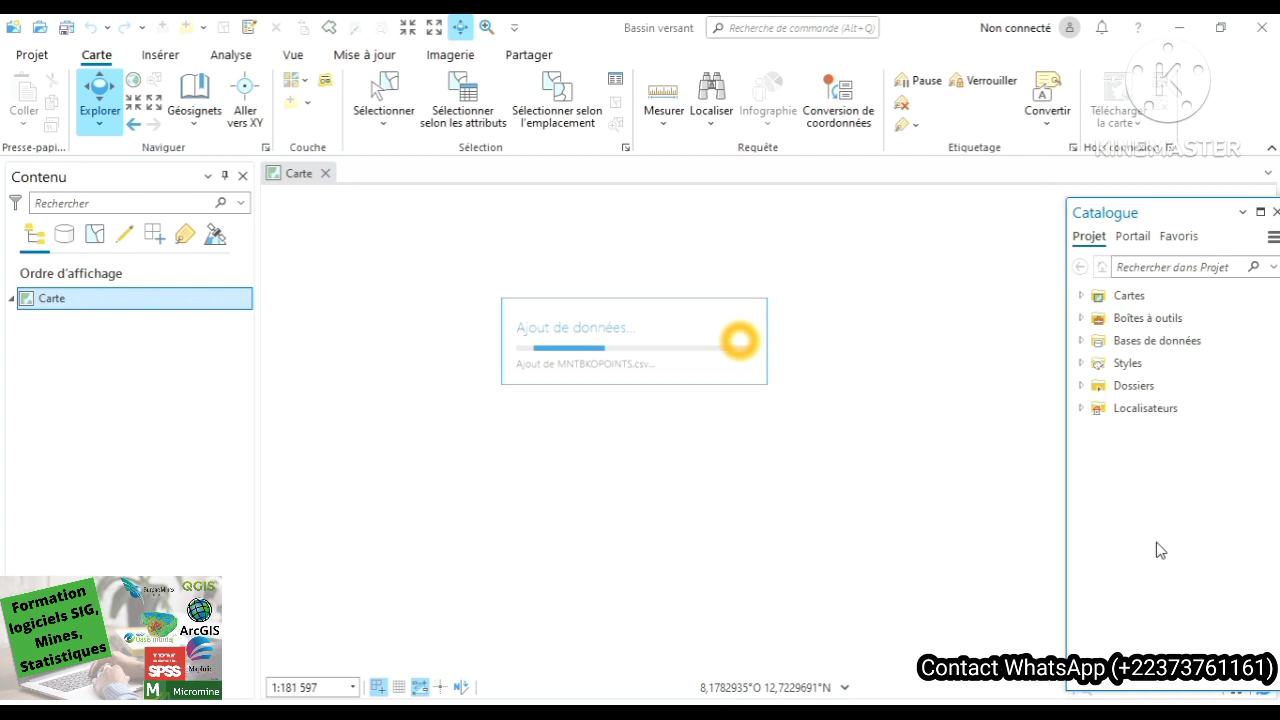 Bassin versant
Recherche de commande (Alt+Q)
Non connecté
?
Projet
Carte
Insérer
Analyse
Vue
Mise à jour
Imagerie
Partager
Coller
Explorer
Géosignets
Aller
vers XY
Sélectionner
Sélectionner
selon les attributs
Sélectionner selon
l'emplacement
Mesurer
Localiser
Infographie
Conversion de
coordonnées
Pause
Verrouiller
Convertir
Télécharger
la carte
KINEMASTER
Presse-papi...
Naviguer
Couche
Sélection
Requête
Etiquetage
Contenu
Rechercher
Ordre d'affichage
Carte
Carte
Ajout de données...
Ajout de MNTBKOPOINTS.csv...
Catalogue
Projet
Portail
Favoris
Rechercher dans Projet
Cartes
Boîtes à outils
Bases de données
Styles
Dossiers
Localisateurs
Formation
logiciels SIG,
Mines,
Statistiques
QGIS
ArcGIS
SPSS
M Micromine
1:181 597
8,1782935°O 12,7229691°N
Contact WhatsApp (+22373761161)